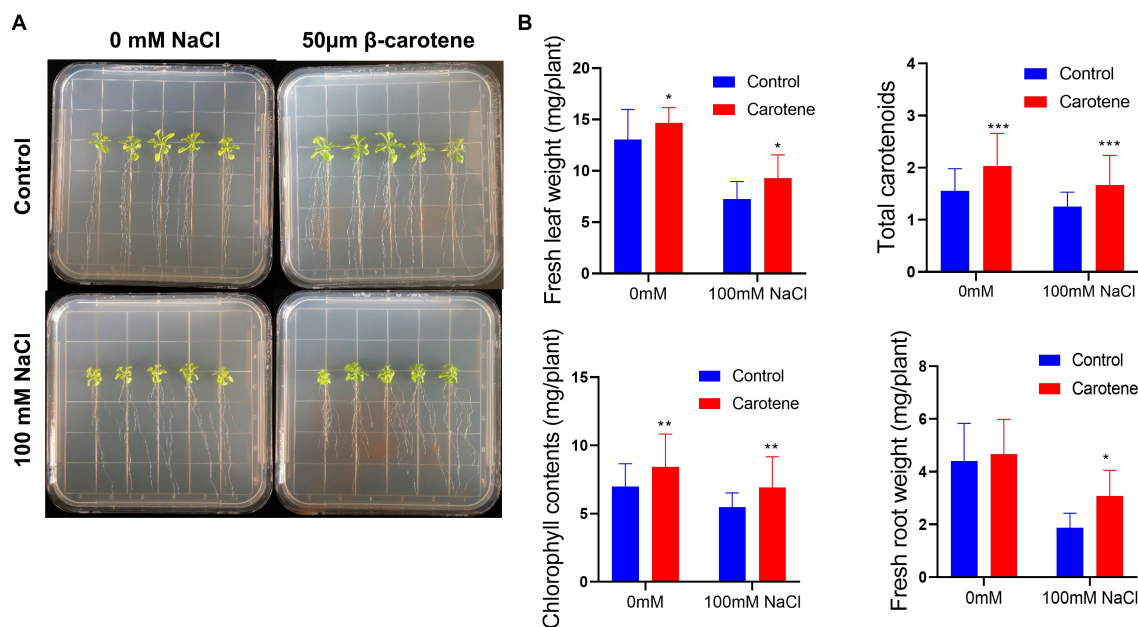 A
0 mM NaCl
50μm β-carotene
Control
100 mM NaCl
B
Fresh leaf weight (mg/plant)
20
15
10
5
0
Control
Carotene
*
*
0mM
100mM NaCl
Total carotenoids
4
3
2
1
0
Control
Carotene
***
***
0mM
100mM NaCl
Chlorophyll contents (mg/plant)
15
10
5
0
Control
Carotene
**
**
0mM
100mM NaCl
Fresh root weight (mg/plant)
8
6
4
2
0
Control
Carotene
*
0mM
100mM NaCl